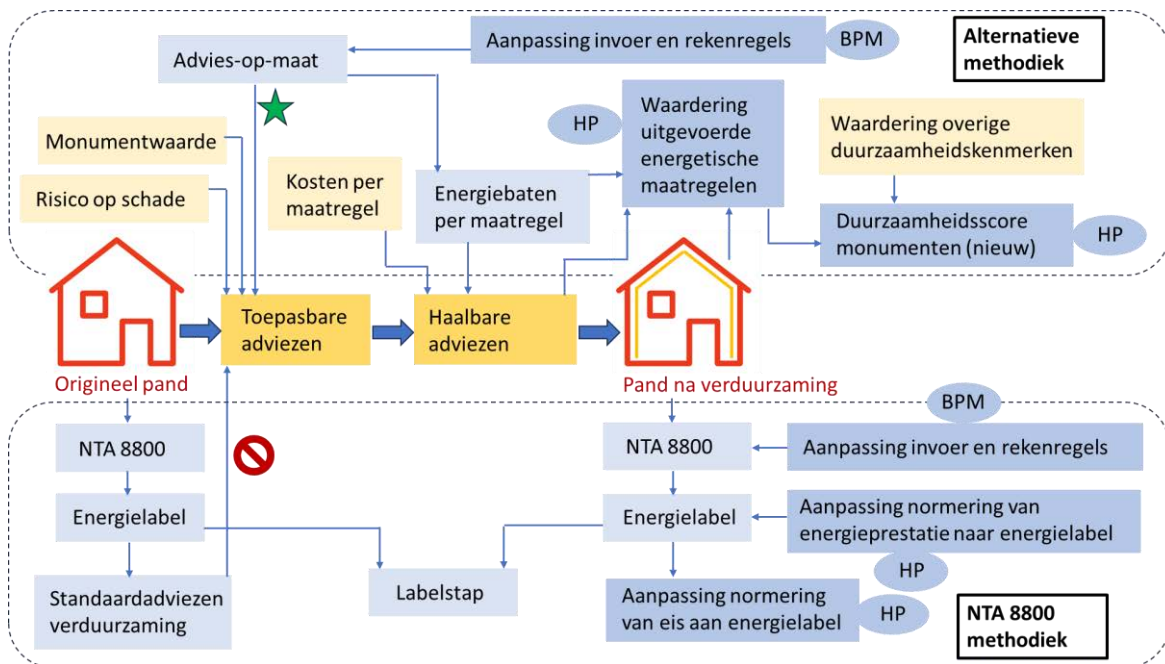 Aanpassing invoer en rekenregels
BPM
Alternatieve
methodiek
Advies-op-maat
HP
Waardering
uitgevoerde
energetische
maatregelen
Waardering overige
duurzaamheidskenmerken
Monumentwaarde
Kosten per
maatregel
Energiebaten
per maatregel
Risico op schade
Duurzaamheidsscore
monumenten (nieuw)
HP
Toepasbare
adviezen
Haalbare
adviezen
Origineel pand
Pand na verduurzaming
BPM
NTA 8800
NTA 8800
Aanpassing invoer en rekenregels
Energielabel
Energielabel
Aanpassing normering van
energieprestatie naar energielabel
HP
Standaardadviezen
verduurzaming
Labelstap
Aanpassing normering
van eis aan energielabel
HP
NTA 8800
methodiek